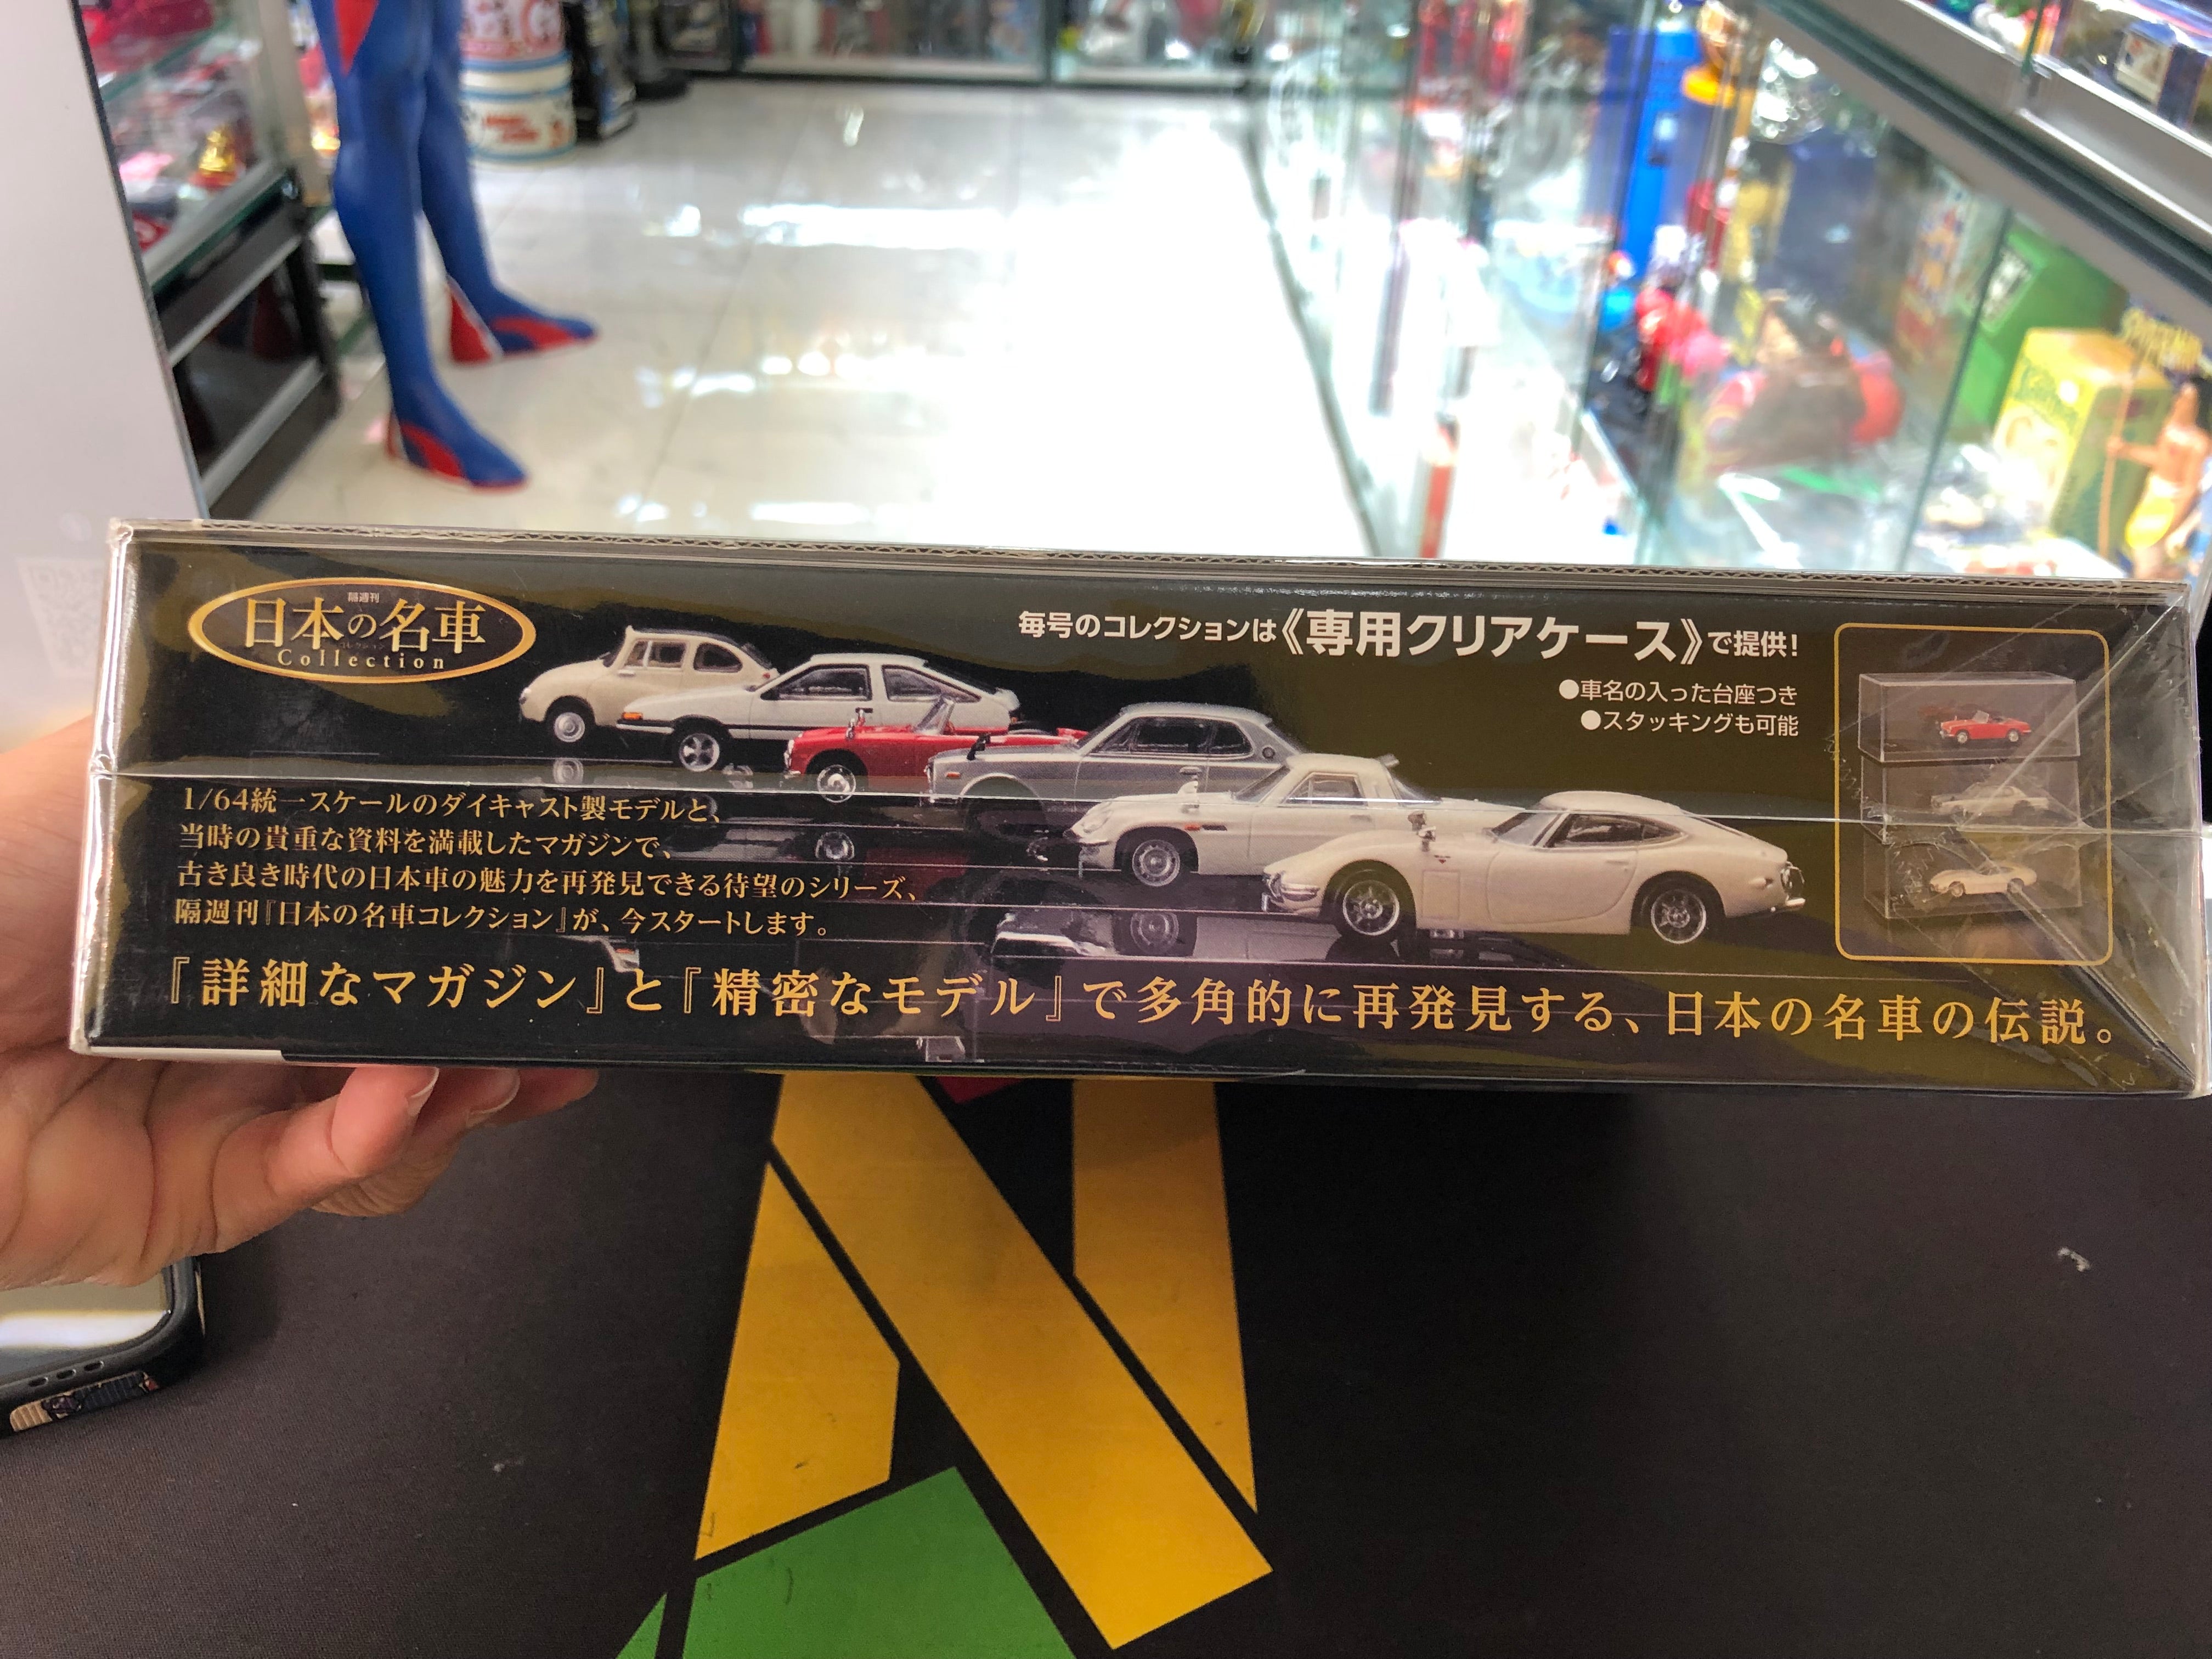 隔週刊
日本の名車
コレクション
Collection
毎号のコレクションは《専用クリアケース》で提供!
●車名の入った台座つき
●スタッキングも可能
1/64統一スケールのダイキャスト製モデルと、
当時の貴重な資料を満載したマガジンで、
古き良き時代の日本車の魅力を再発見できる待望のシリーズ、
隔週刊『日本の名車コレクション』が、今スタートします。
『詳細なマガジン』と『精密なモデル』で多角的に再発見する、日本の名車の伝説。